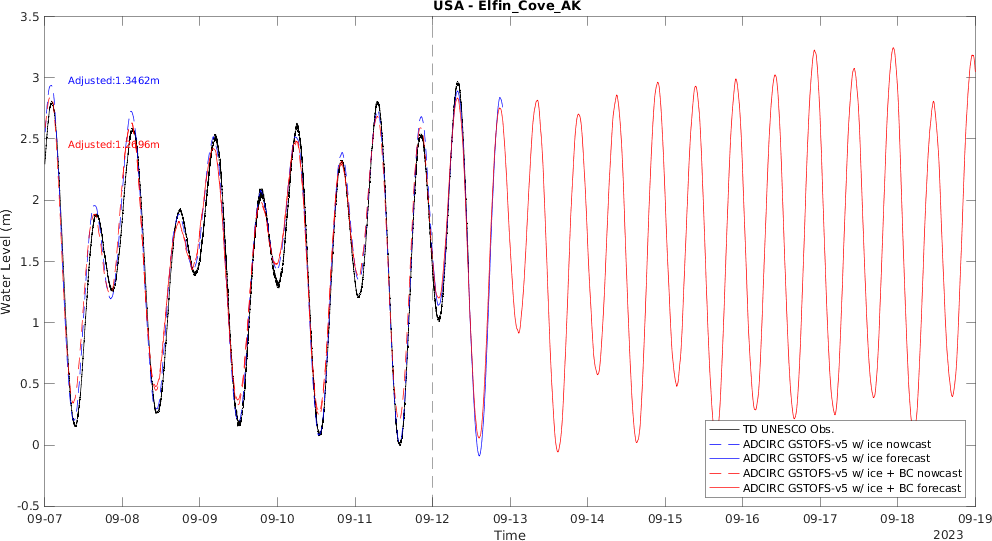 USA - Elfin_Cove_AK
3.5
3
2.5
2
1.5
1
0.5
0
-0.5
Water Level (m)
Adjusted:1.3462m
Adjusted:1.2696m
TD UNESCO Obs.
ADCIRC GSTOFS-v5 w/ ice nowcast
ADCIRC GSTOFS-v5 w/ ice forecast
ADCIRC GSTOFS-v5 w/ ice + BC nowcast
ADCIRC GSTOFS-v5 w/ ice + BC forecast
09-07 09-08 09-09 09-10 09-11 09-12 09-13 09-14 09-15 09-16 09-17 09-18 09-19
Time
2023